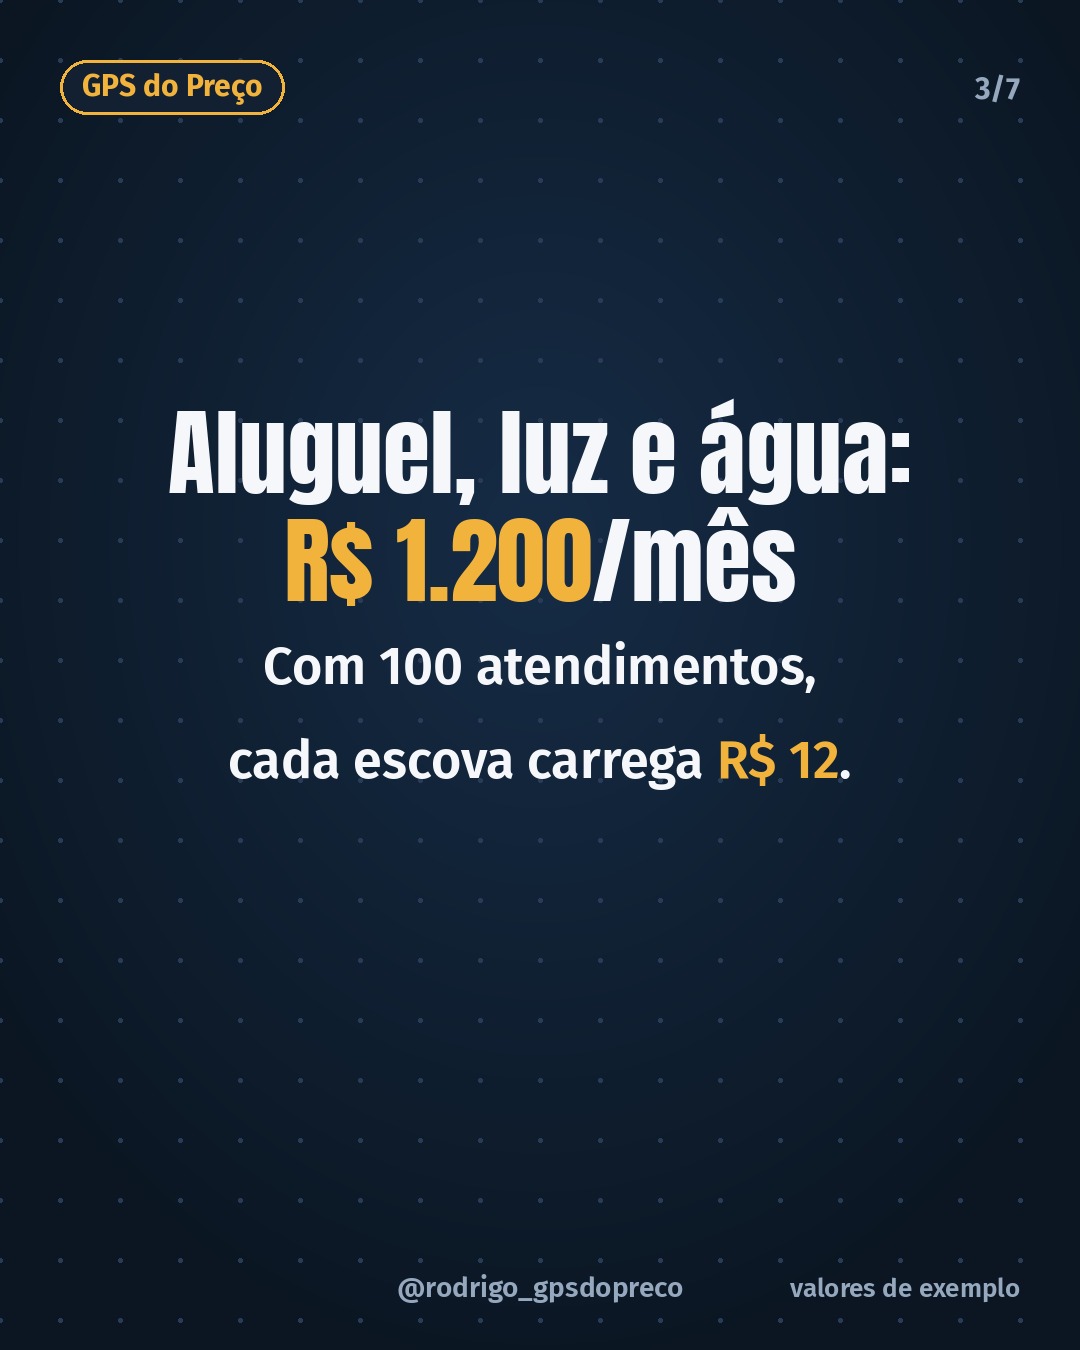 GPS do Preço
3/7
Aluguel, luz e água:
R$ 1.200/mês
Com 100 atendimentos,
cada escova carrega R$ 12.
@rodrigo_gpsdopreco
valores de exemplo